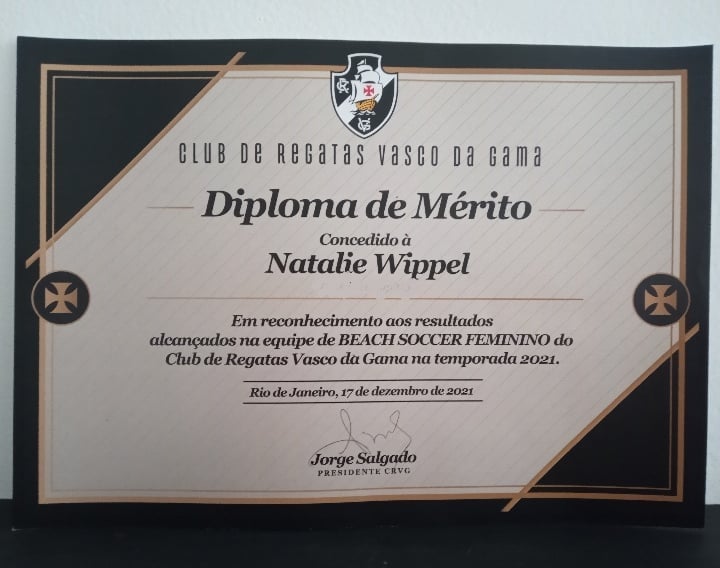 CLUB DE REGATAS VASCO DA GAMA
Diploma de Mérito
Concedido à
Natalie Wippel
Em reconhecimento aos resultados
alcançados na equipe de BEACH SOCCER FEMININO do
Club de Regatas Vasco da Gama na temporada 2021.
Rio de Janeiro, 17 de dezembro de 2021
Jorge Salgado
PRESIDENTE CRVG